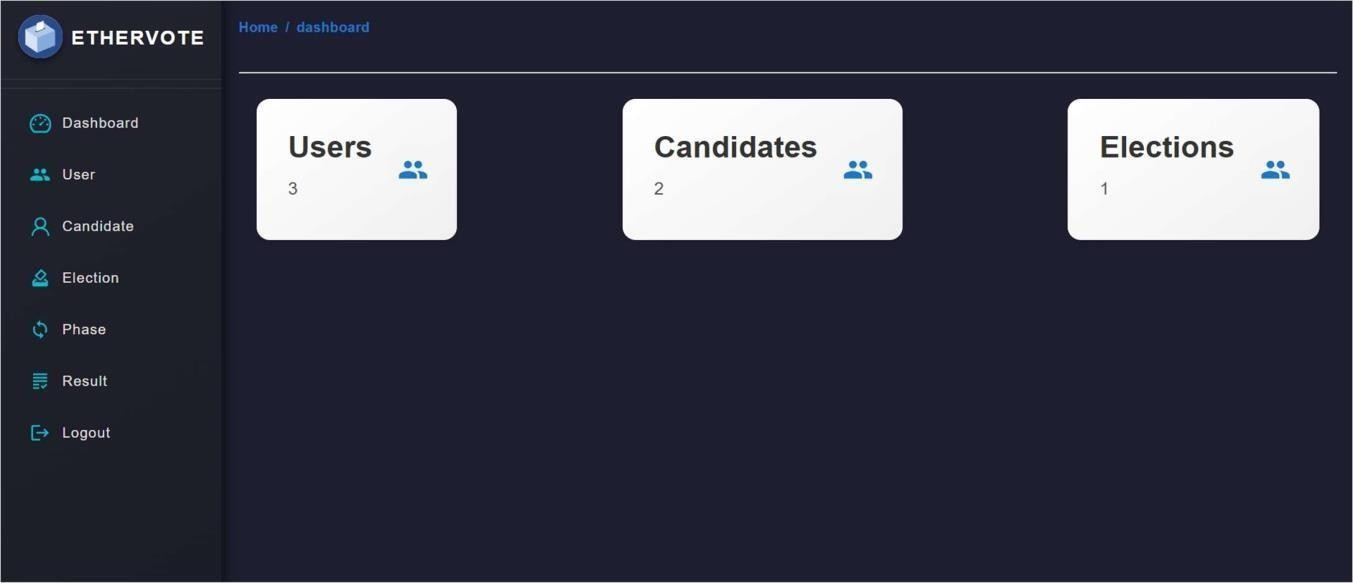 ETHERVOTE
Home / dashboard
Dashboard
User
Candidate
Election
Phase
Result
Logout
Users
3
Candidates
2
Elections
1